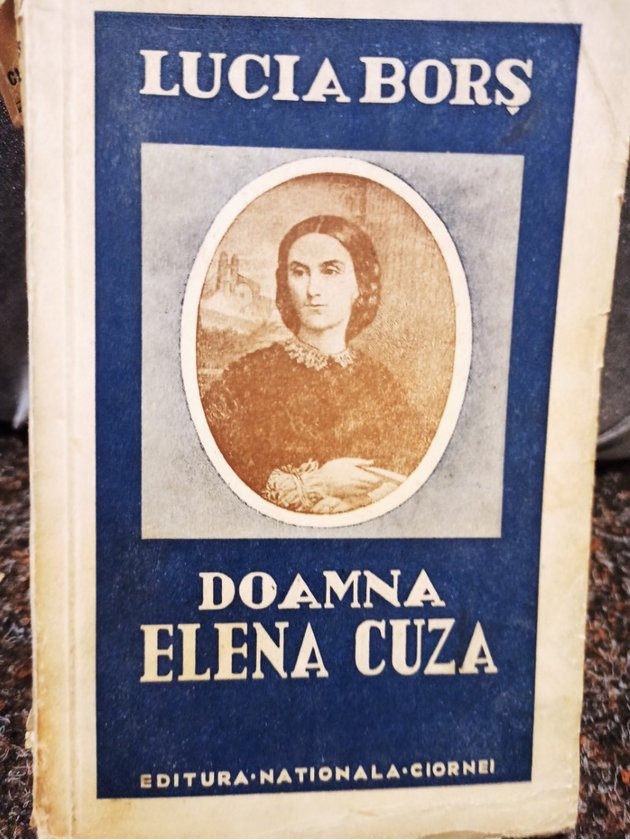 LUCIA BORȘ
DOAMNA
ELENA CUZA
EDITURA·NATIONALA·CIORNEI